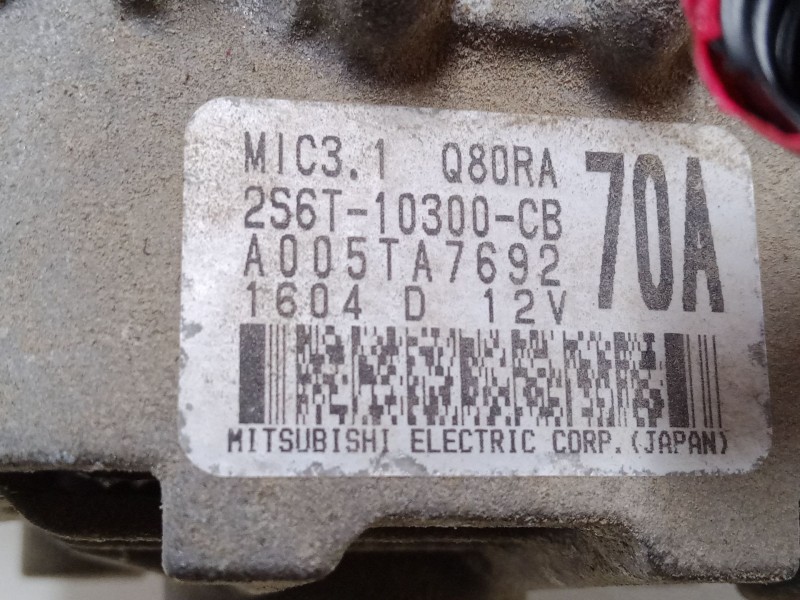 MIC3.1 Q80RA
70A
2S6T-10300-CB
A005TA7692
1604 D 12V
MITSUBISHI ELECTRIC CORP.(JAPAN)